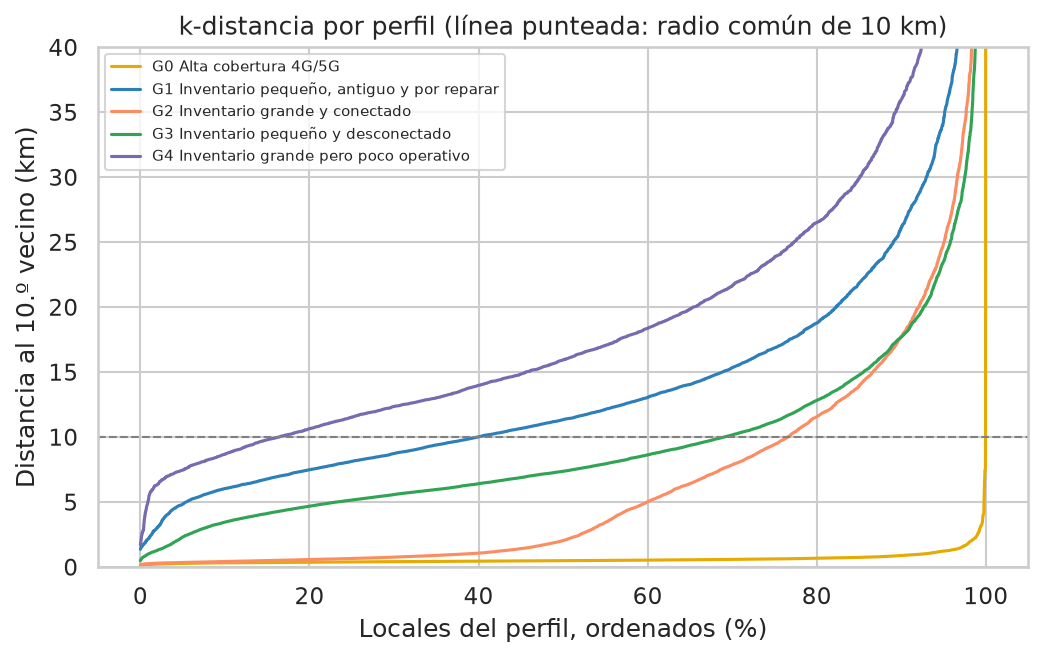 k-distancia por perfil (línea punteada: radio común de 10 km)
Distancia al 10.º vecino (km)
40
35
30
25
20
15
10
5
0
G0 Alta cobertura 4G/5G
G1 Inventario pequeño, antiguo y por reparar
G2 Inventario grande y conectado
G3 Inventario pequeño y desconectado
G4 Inventario grande pero poco operativo
0 20 40 60 80 100
Locales del perfil, ordenados (%)